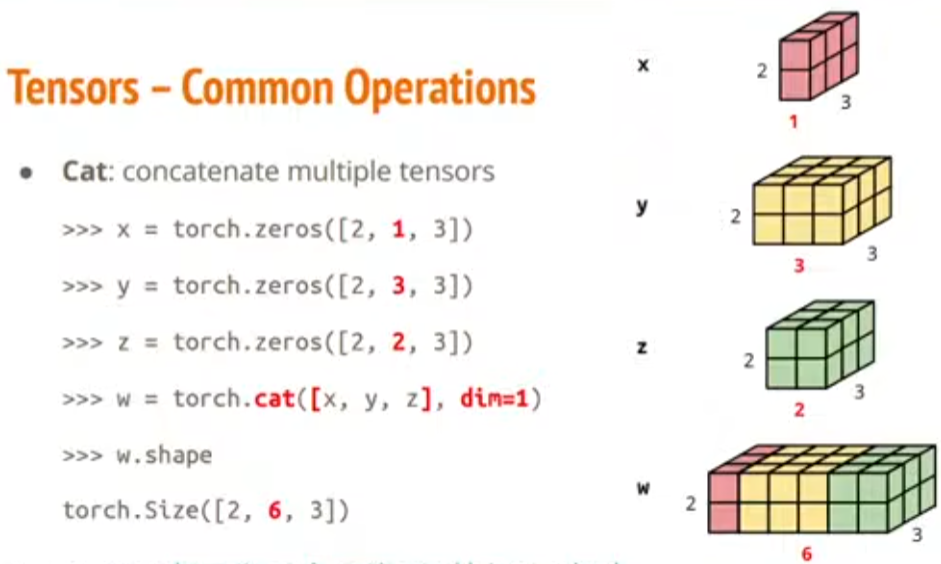 Tensors – Common Operations
● Cat: concatenate multiple tensors
>>> x = torch.zeros([2, 1, 3])
>>> y = torch.zeros([2, 3, 3])
>>> z = torch.zeros([2, 2, 3])
>>> w = torch.cat([x, y, z], dim=1)
>>> w.shape
torch.Size([2, 6, 3])
x
2
3
1
y
2
3
3
z
2
3
2
w
2
3
6